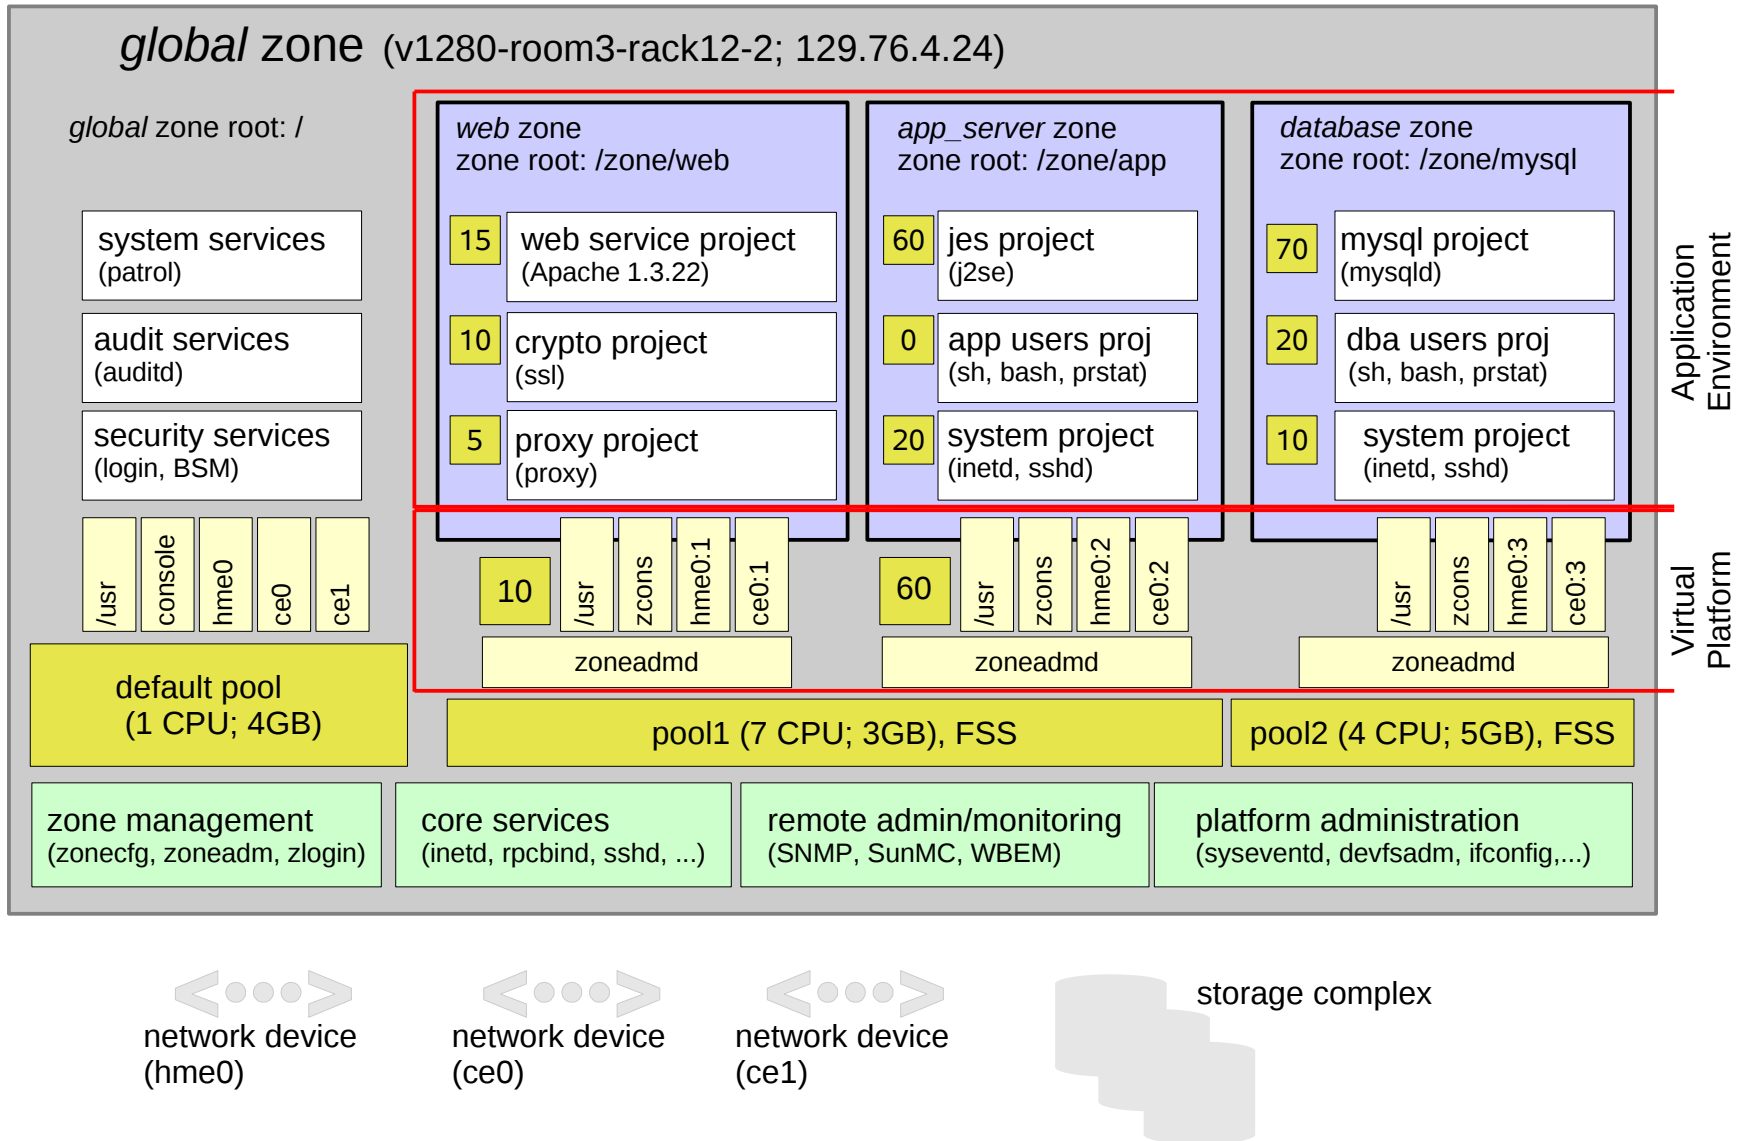 global zone (v1280-room3-rack12-2; 129.76.4.24)
global zone root: /
system services
(patrol)
audit services
(auditd)
security services
(login, BSM)
/usr
console
hme0
ce0
ce1
default pool
(1 CPU; 4GB)
web zone
zone root: /zone/web
15
web service project
(Apache 1.3.22)
10
crypto project
(ssl)
5
proxy project
(proxy)
10
/usr
zcons
hme0:1
ce0:1
zoneadmd
app_server zone
zone root: /zone/app
60
jes project
(j2se)
0
app users proj
(sh, bash, prstat)
20
system project
(inetd, sshd)
60
/usr
zcons
hme0:2
ce0:2
zoneadmd
pool1 (7 CPU; 3GB), FSS
database zone
zone root: /zone/mysql
70
mysql project
(mysqld)
20
dba users proj
(sh, bash, prstat)
10
system project
(inetd, sshd)
/usr
zcons
hme0:3
ce0:3
zoneadmd
pool2 (4 CPU; 5GB), FSS
Application
Environment
Virtual
Platform
zone management
(zonecfg, zoneadm, zlogin)
core services
(inetd, rpcbind, sshd, ...)
remote admin/monitoring
(SNMP, SunMC, WBEM)
platform administration
(syseventd, devfsadm, ifconfig,...)
network device
(hme0)
network device
(ce0)
network device
(ce1)
storage complex